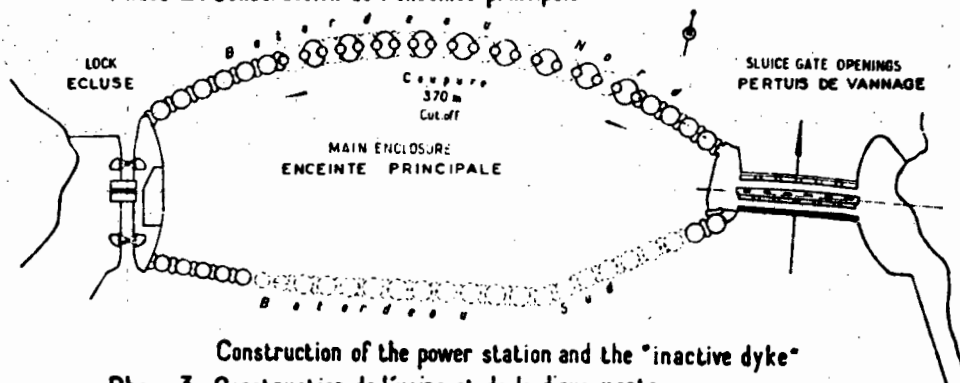 Batardeau Nord
LOCK
ECLUSE
Coupure
370 m
Cut.off
SLUICE GATE OPENINGS
PERTUIS DE VANNAGE
MAIN ENCLOSURE
ENCEINTE PRINCIPALE
Batardeau Sud
Construction of the power station and the "inactive dyke"